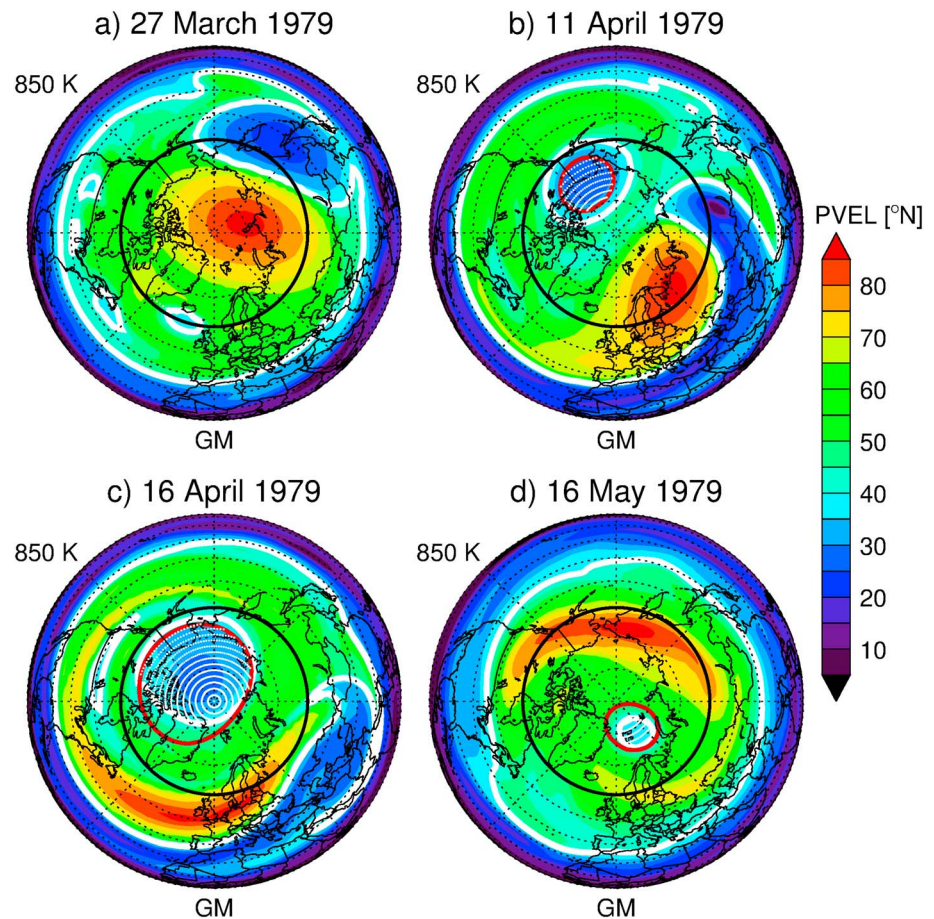 a) 27 March 1979
b) 11 April 1979
850 K
850 K
GM
GM
PVEL [°N]
80
70
60
50
40
30
20
10
c) 16 April 1979
d) 16 May 1979
850 K
850 K
GM
GM